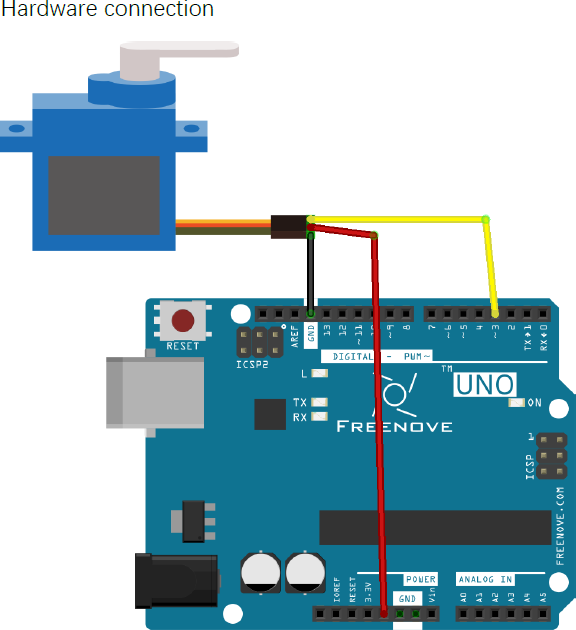 Hardware connection
RESET
ICSP2
AREF
GND
13
12
~11
~9
8
7
~6
~5
4
~3
2
TX→1
RX←0
DIGITAL - PWM~
L
TX
RX
TM
UNO
FREENOVE
ON
1
ICSP
FREENOVE.COM
IOREF
RESET
3.3V
POWER
GND
Vin
ANALOG IN
A0
A1
A2
A3
A4
A5